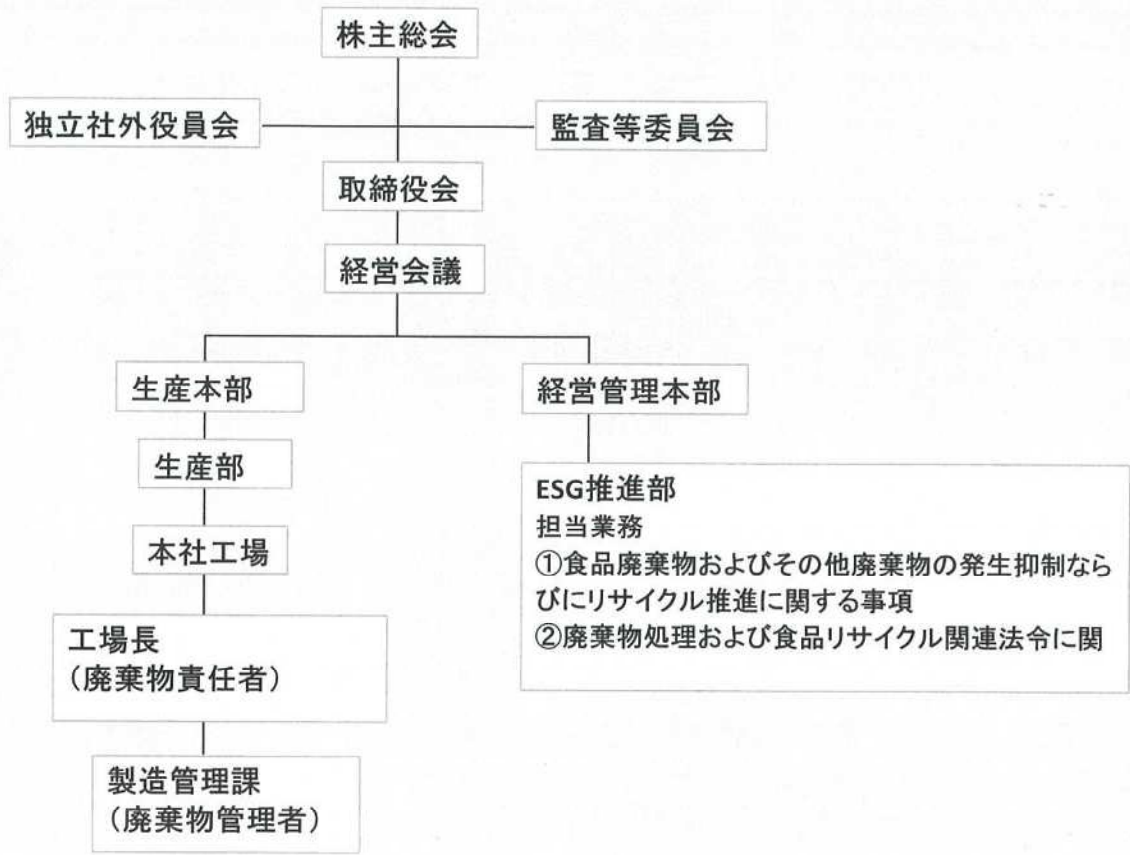 株主総会
独立社外役員会
監査等委員会
取締役会
経営会議
生産本部
経営管理本部
生産部
本社工場
工場長
（廃棄物責任者）
製造管理課
（廃棄物管理者）
ESG推進部
担当業務
①食品廃棄物およびその他廃棄物の発生抑制なら
びにリサイクル推進に関する事項
②廃棄物処理および食品リサイクル関連法令に関